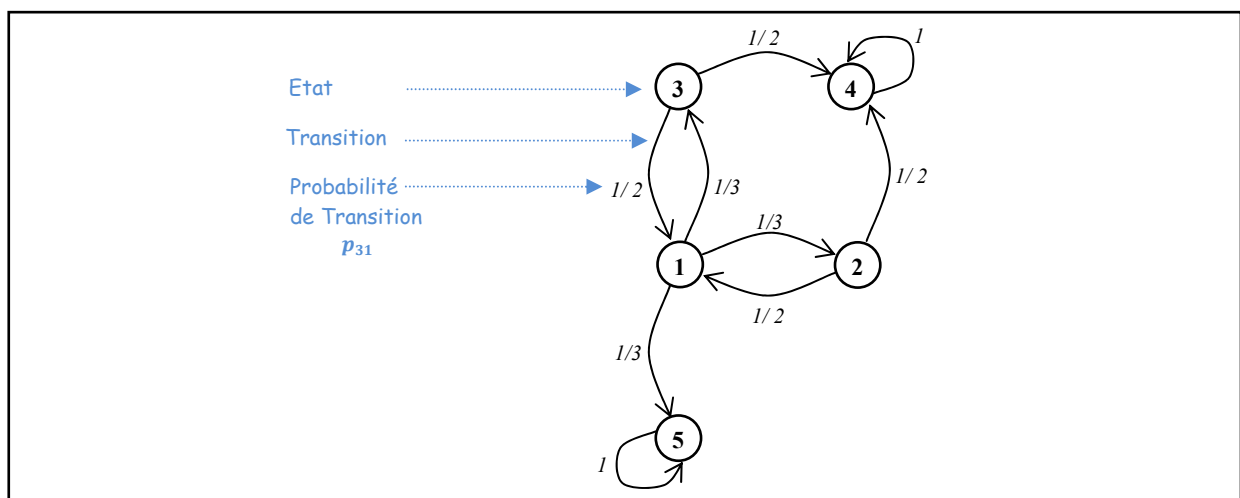 1/2
1
Etat
3
4
Transition
Probabilité
de Transition
p31
1/2
1/3
1/2
1/3
1
2
1/2
1/3
5
1